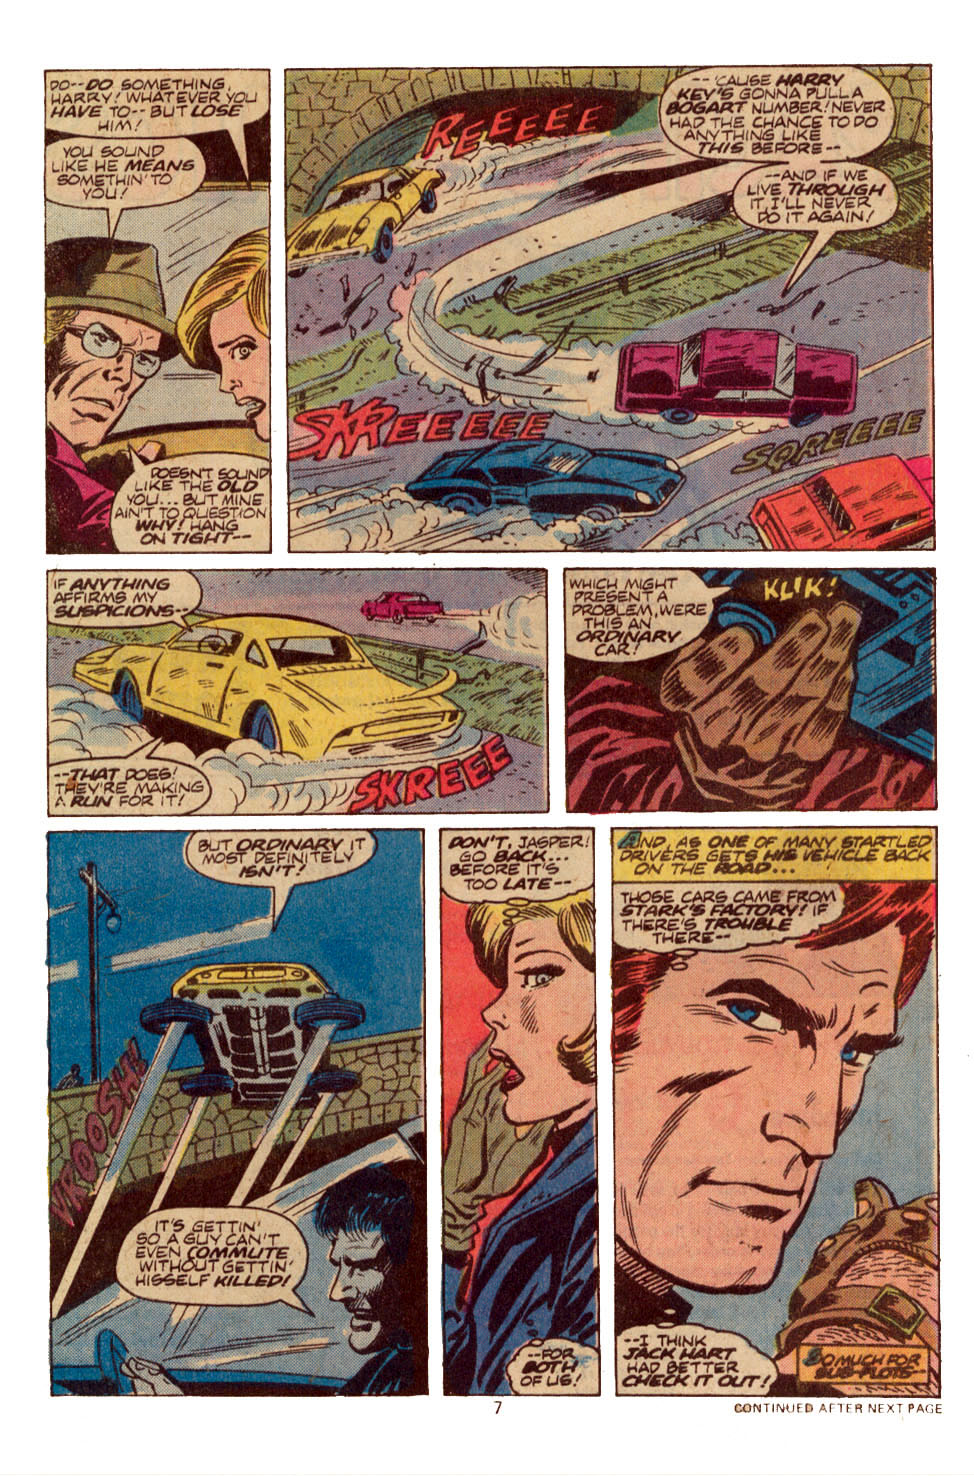 DO--DO SOMETHING,
HARRY! WHATEVER YOU
HAVE TO-- BUT LOSE
HIM!
YOU SOUND
LIKE HE MEANS
SOMETHIN' TO
YOU!
DOESN'T SOUND
LIKE THE OLD
YOU... BUT MINE
AIN'T TO QUESTION
WHY! HANG
ON TIGHT--
REEEEEE
--'CAUSE HARRY
KEY'S GONNA PULL A
BOGART NUMBER! NEVER
HAD THE CHANCE TO DO
ANYTHING LIKE
THIS BEFORE--
--AND IF WE
LIVE THROUGH
IT, I'LL NEVER
DO IT AGAIN!
SKREEEEEE
SQREEEE
IF ANYTHING
AFFIRMS MY
SUSPICIONS--
--THAT DOES!
THEY'RE MAKING
A RUN FOR IT!
SKREEE
WHICH MIGHT
PRESENT A
PROBLEM, WERE
THIS AN
ORDINARY
CAR!
KLIK!
BUT ORDINARY IT
MOST DEFINITELY
ISN'T!
VROOSH!
IT'S GETTIN'
SO A GUY CAN'T
EVEN COMMUTE
WITHOUT GETTIN'
HISSELF KILLED!
DON'T, JASPER!
GO BACK...
BEFORE IT'S
TOO LATE--
--FOR
BOTH
OF US!
AND, AS ONE OF MANY STARTLED
DRIVERS GETS HIS VEHICLE BACK
ON THE ROAD...
THOSE CARS CAME FROM
STARK'S FACTORY! IF
THERE'S TROUBLE
THERE--
--I THINK
JACK HART
HAD BETTER
CHECK IT OUT!
SO MUCH FOR
SUB-PLOTS--
7
CONTINUED AFTER NEXT PAGE